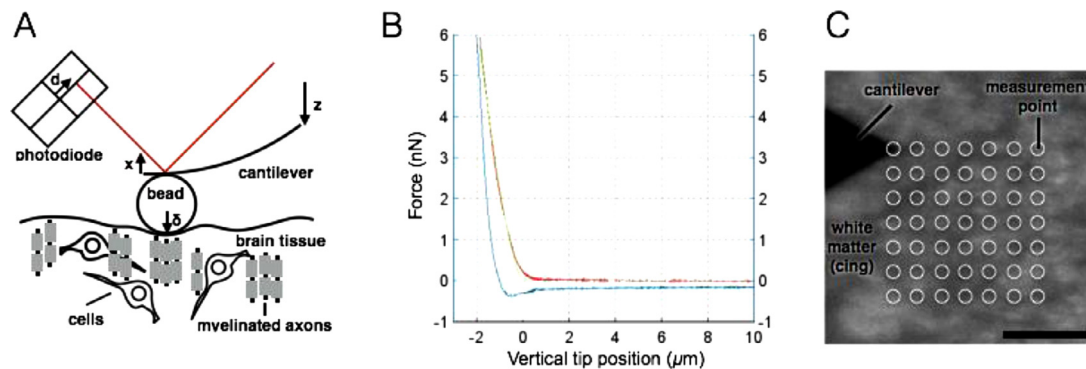 A
d
photodiode
x
z
cantilever
bead
δ
brain tissue
cells
myelinated axons
B
6
5
4
3
2
1
0
-1
Force (nN)
6
5
4
3
2
1
0
-1
-2
0
2
4
6
8
10
Vertical tip position (µm)
C
cantilever
measurement
point
white
matter
(cing)